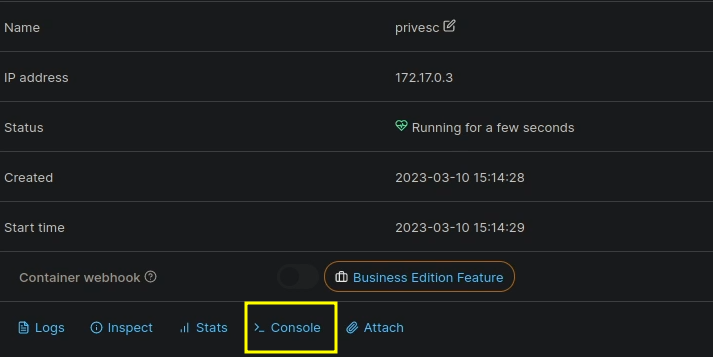 Name privesc
IP address 172.17.0.3
Status Running for a few seconds
Created 2023-03-10 15:14:28
Start time 2023-03-10 15:14:29
Container webhook Business Edition Feature
Logs Inspect Stats Console Attach